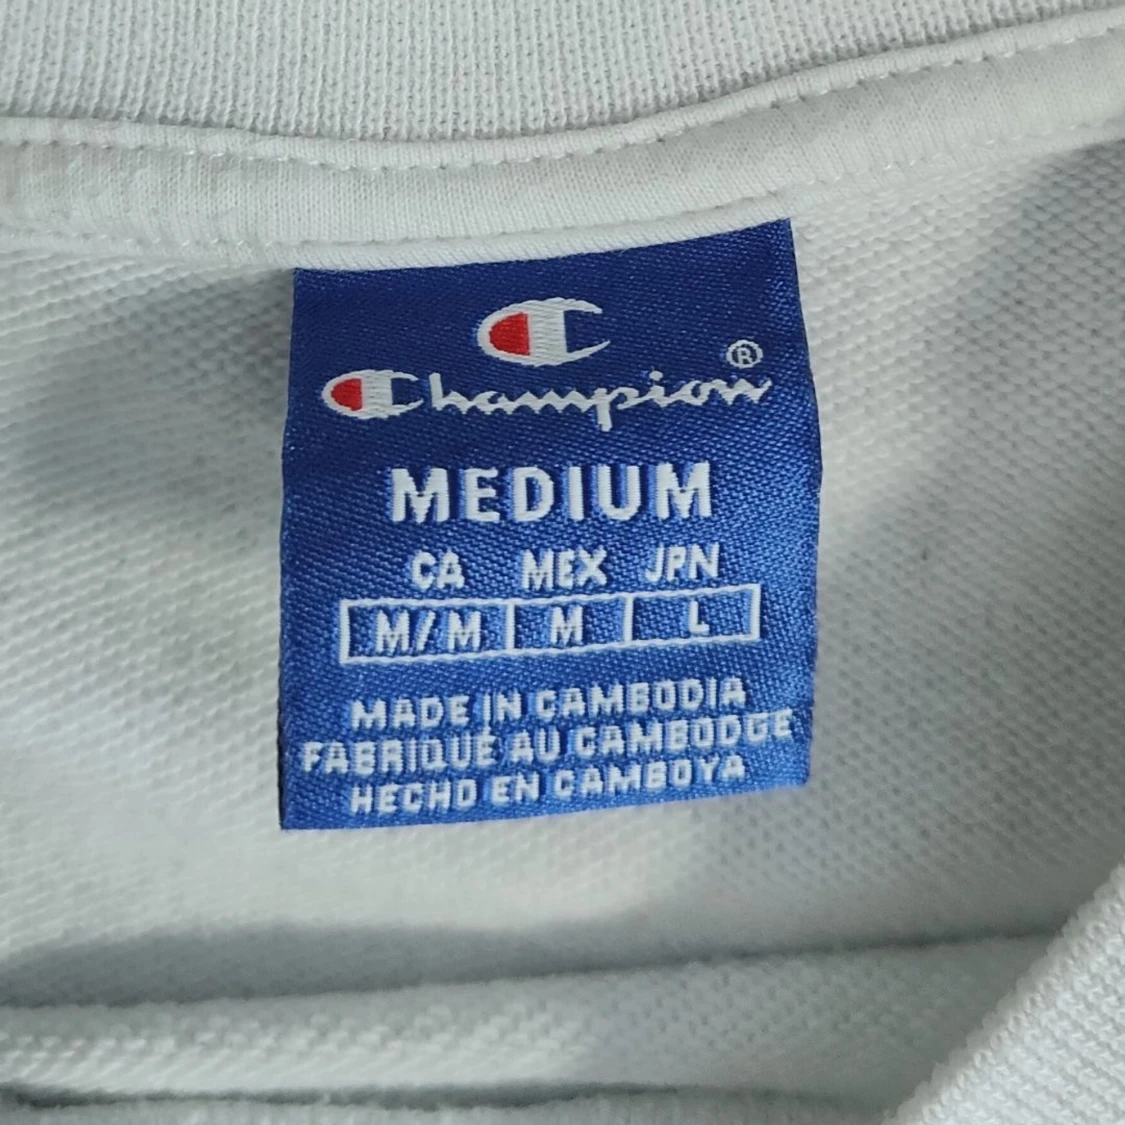 Champion®
MEDIUM
CA MEX JPN
M/M M L
MADE IN CAMBODIA
FABRIQUÉ AU CAMBODGE
HECHO EN CAMBOYA